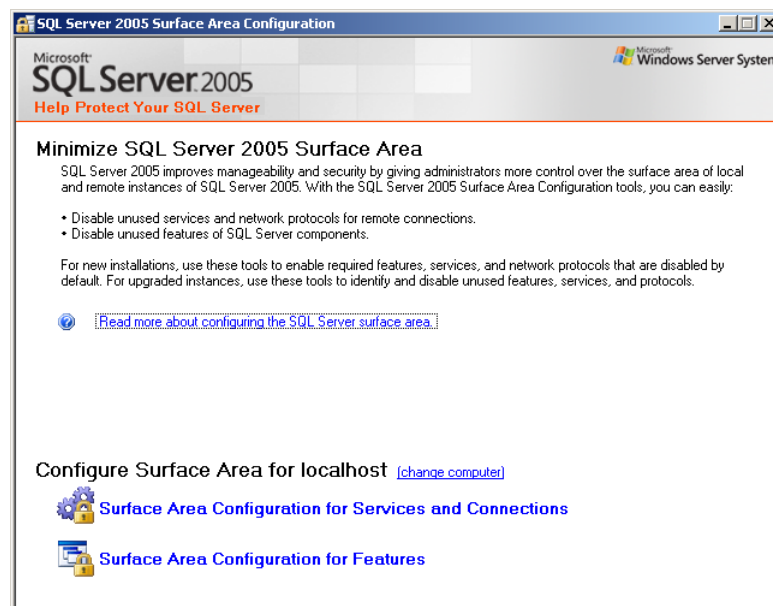 SQL Server 2005 Surface Area Configuration
Microsoft
SQL Server 2005
Help Protect Your SQL Server
Microsoft
Windows Server System
Minimize SQL Server 2005 Surface Area
SQL Server 2005 improves manageability and security by giving administrators more control over the surface area of local
and remote instances of SQL Server 2005. With the SQL Server 2005 Surface Area Configuration tools, you can easily:
• Disable unused services and network protocols for remote connections.
• Disable unused features of SQL Server components.
For new installations, use these tools to enable required features, services, and network protocols that are disabled by
default. For upgraded instances, use these tools to identify and disable unused features, services, and protocols.
Read more about configuring the SQL Server surface area.
Configure Surface Area for localhost (change computer)
Surface Area Configuration for Services and Connections
Surface Area Configuration for Features